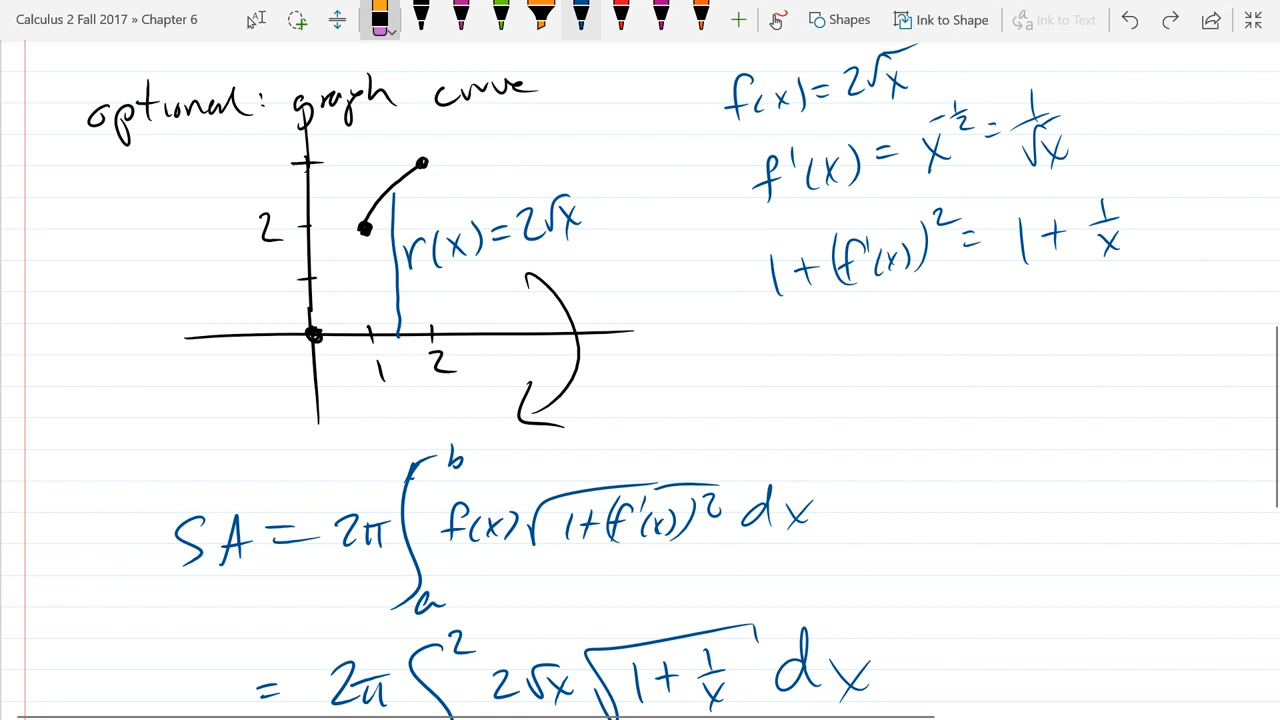 Calculus 2 Fall 2017 » Chapter 6
Shapes
Ink to Shape
Ink to Text
optional: graph curve
2
r(x) = 2√x
1 2
f(x) = 2√x
f'(x) = x^{-1/2} = 1/√x
1 + (f'(x))^2 = 1 + 1/x
SA = 2π ∫_a^b f(x) √(1+(f'(x))^2) dx
= 2π ∫^2 2√x √(1 + 1/x) dx